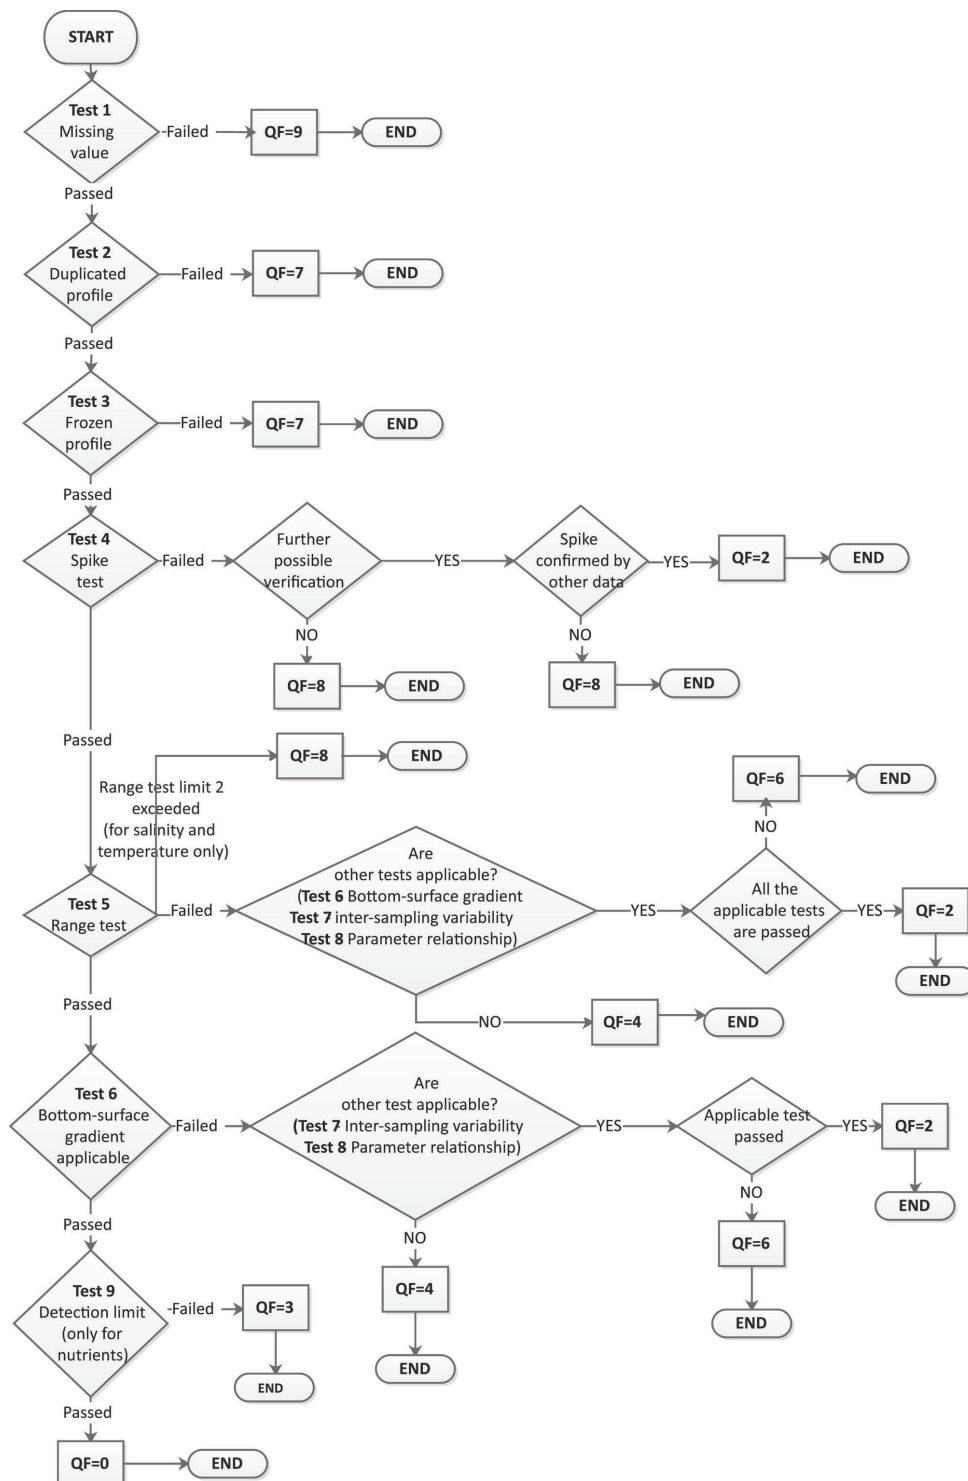 START
Test 1
Missing
value
Failed
QF=9
END
Passed
Test 2
Duplicated
profile
Failed
QF=7
END
Passed
Test 3
Frozen
profile
Failed
QF=7
END
Passed
Test 4
Spike
test
Failed
Further
possible
verification
YES
Spike
confirmed by
other data
YES
QF=2
END
NO
QF=8
END
NO
QF=8
END
Passed
QF=8
END
Range test limit 2
exceeded
(for salinity and
temperature only)
Test 5
Range test
Failed
Are
other tests applicable?
(Test 6 Bottom-surface gradient
Test 7 inter-sampling variability
Test 8 Parameter relationship)
YES
All the
applicable tests
are passed
NO
QF=6
END
YES
QF=2
END
NO
QF=4
END
Passed
Test 6
Bottom-surface
gradient
applicable
Failed
Are
other test applicable?
(Test 7 Inter-sampling variability
Test 8 Parameter relationship)
YES
Applicable test
passed
YES
QF=2
END
NO
QF=6
END
NO
QF=4
END
Passed
Test 9
Detection limit
(only for
nutrients)
Failed
QF=3
END
Passed
QF=0
END